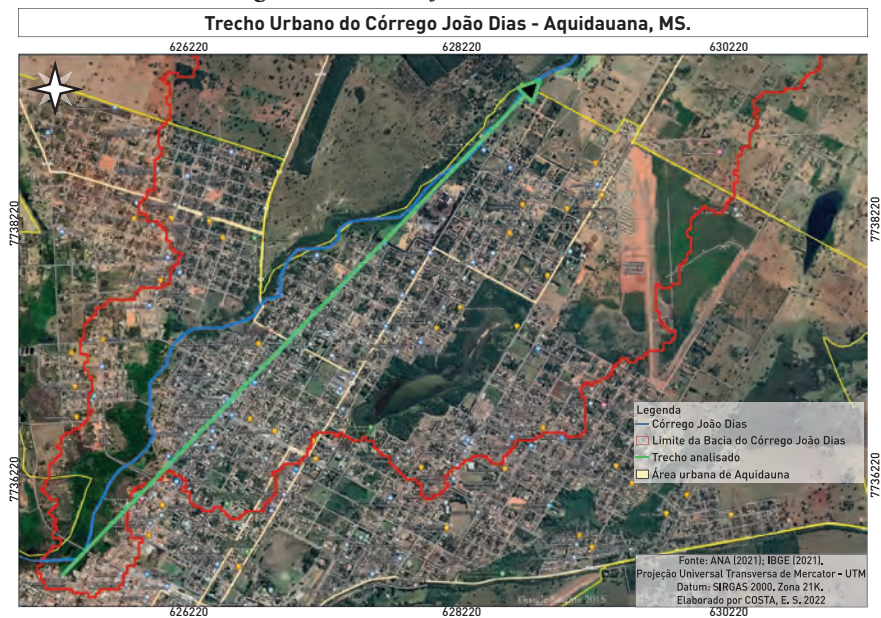 Trecho Urbano do Córrego João Dias - Aquidauana, MS.
626220 628220 630220
7738220 7738220
7736220 7736220
Legenda
Córrego João Dias
Limite da Bacia do Córrego João Dias
Trecho analisado
Área urbana de Aquidauna
Fonte: ANA (2021); IBGE (2021).
Projeção Universal Transversa de Mercator - UTM
Datum: SIRGAS 2000. Zona 21K.
Elaborado por COSTA, E. S. 2022
626220 628220 630220